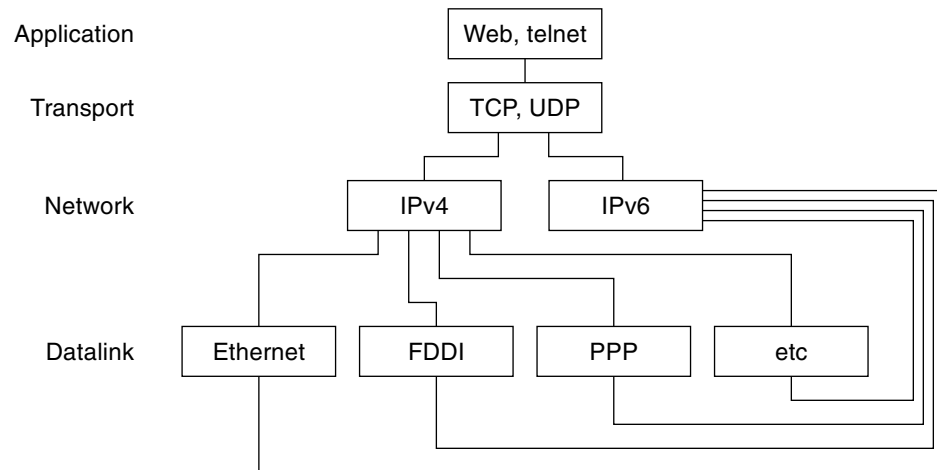 Application
Web, telnet
Transport
TCP, UDP
Network
IPv4
IPv6
Datalink
Ethernet
FDDI
PPP
etc